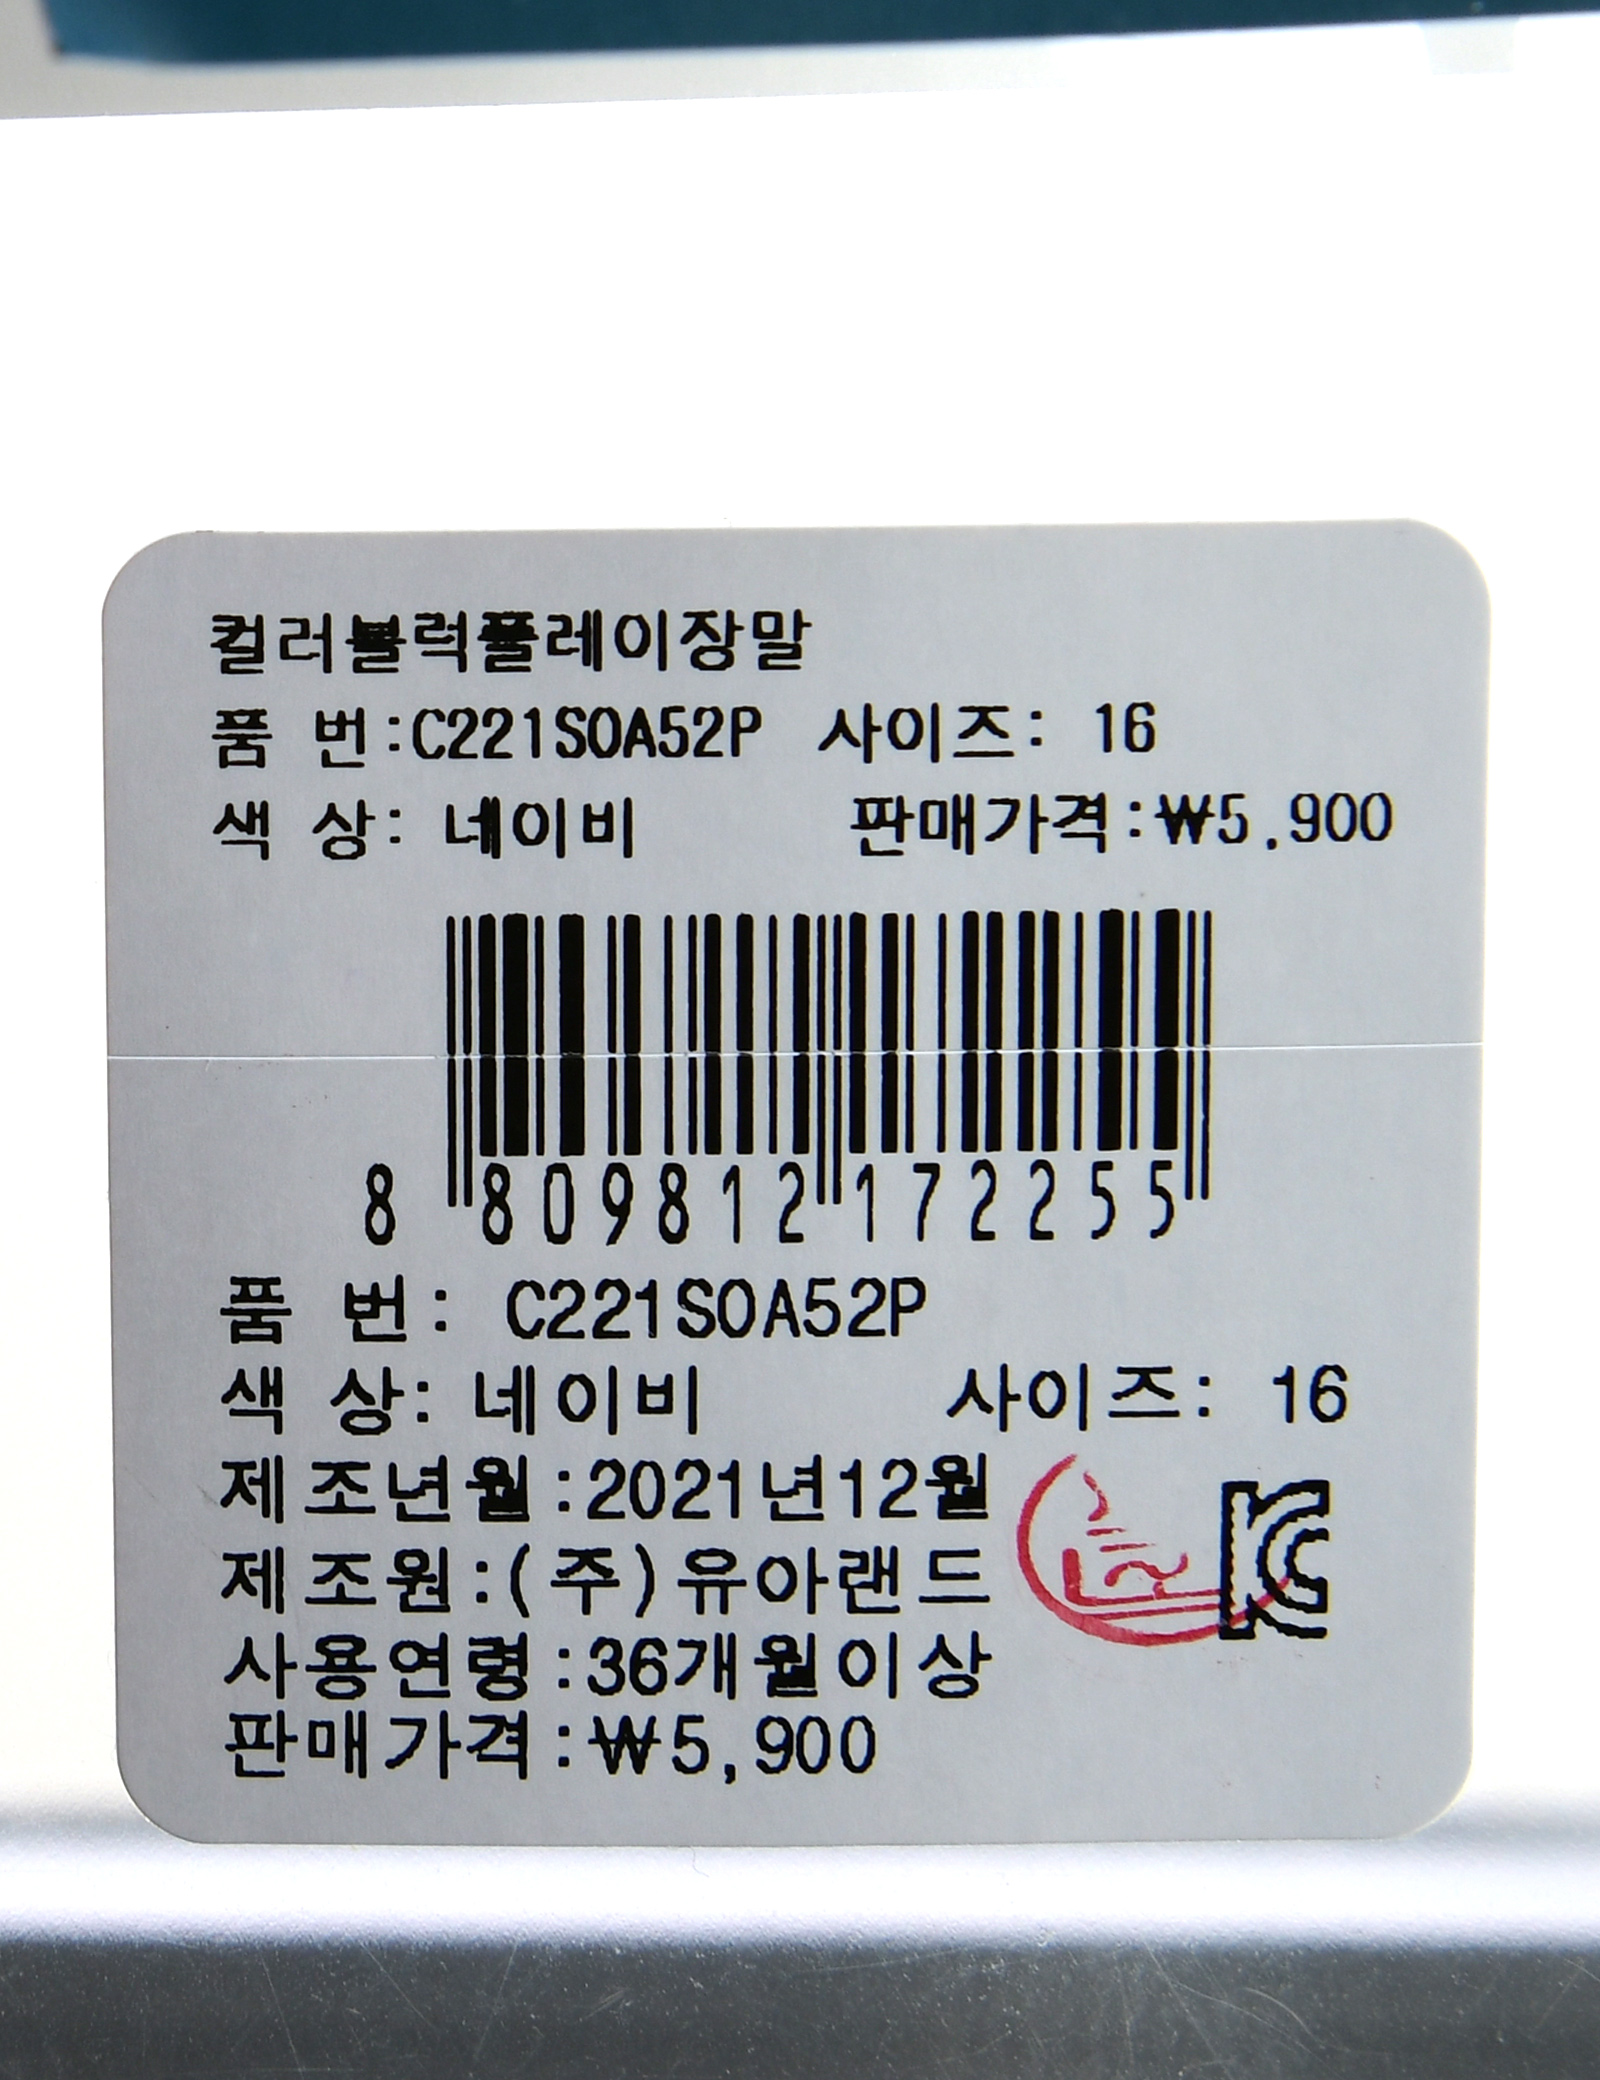 컬러블럭플레이장말
품 번:C221SOA52P 사이즈: 16
색 상: 네이비 판매가격:₩5.900
8 809812 172255
품 번: C221SOA52P
색 상: 네이비 사이즈: 16
제조년월:2021년12월
제조원:(주)유아랜드
사용연령:36개월이상
판매가격:₩5,900